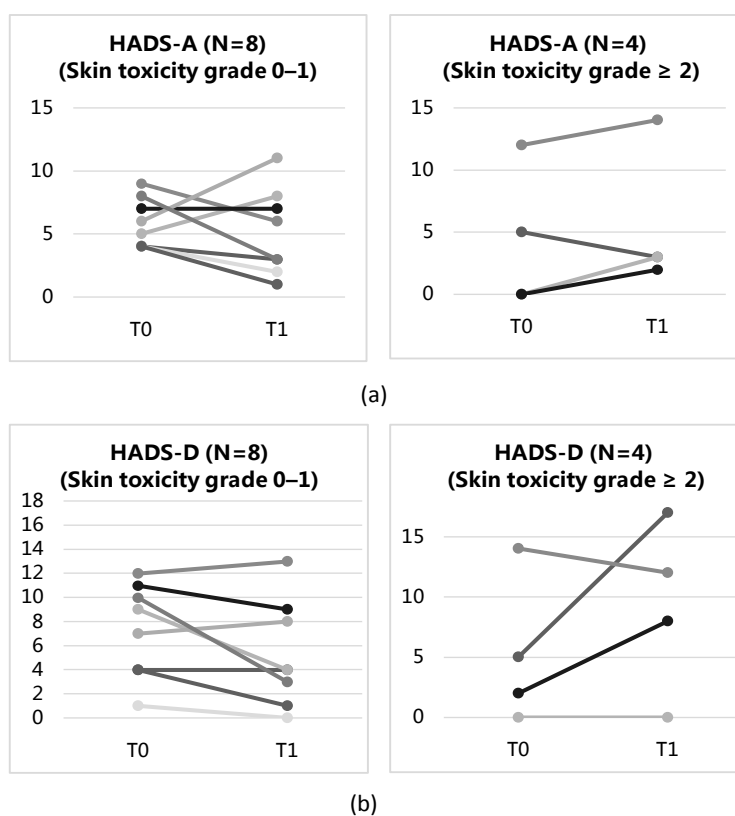 HADS-A (N=8)
(Skin toxicity grade 0–1)
15
10
5
0
T0 T1
HADS-A (N=4)
(Skin toxicity grade ≥ 2)
15
10
5
0
T0 T1
(a)
HADS-D (N=8)
(Skin toxicity grade 0–1)
18
16
14
12
10
8
6
4
2
0
T0 T1
HADS-D (N=4)
(Skin toxicity grade ≥ 2)
15
10
5
0
T0 T1
(b)